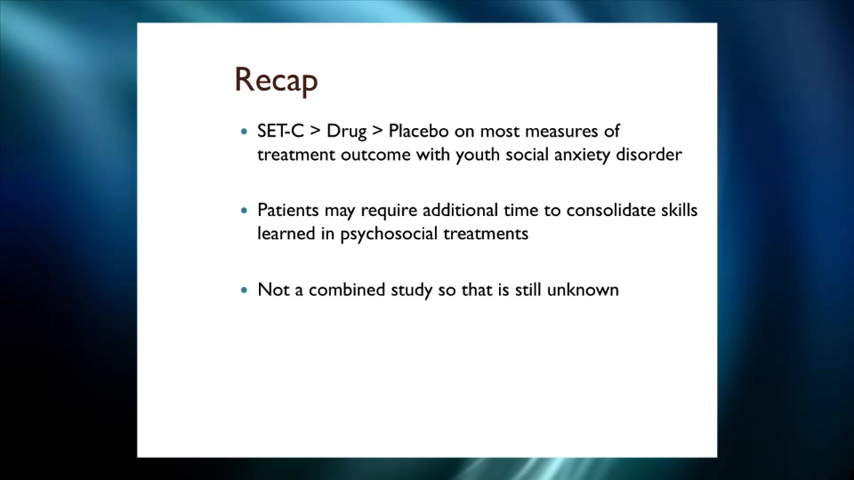 Recap
• SET-C > Drug > Placebo on most measures of
treatment outcome with youth social anxiety disorder
• Patients may require additional time to consolidate skills
learned in psychosocial treatments
• Not a combined study so that is still unknown